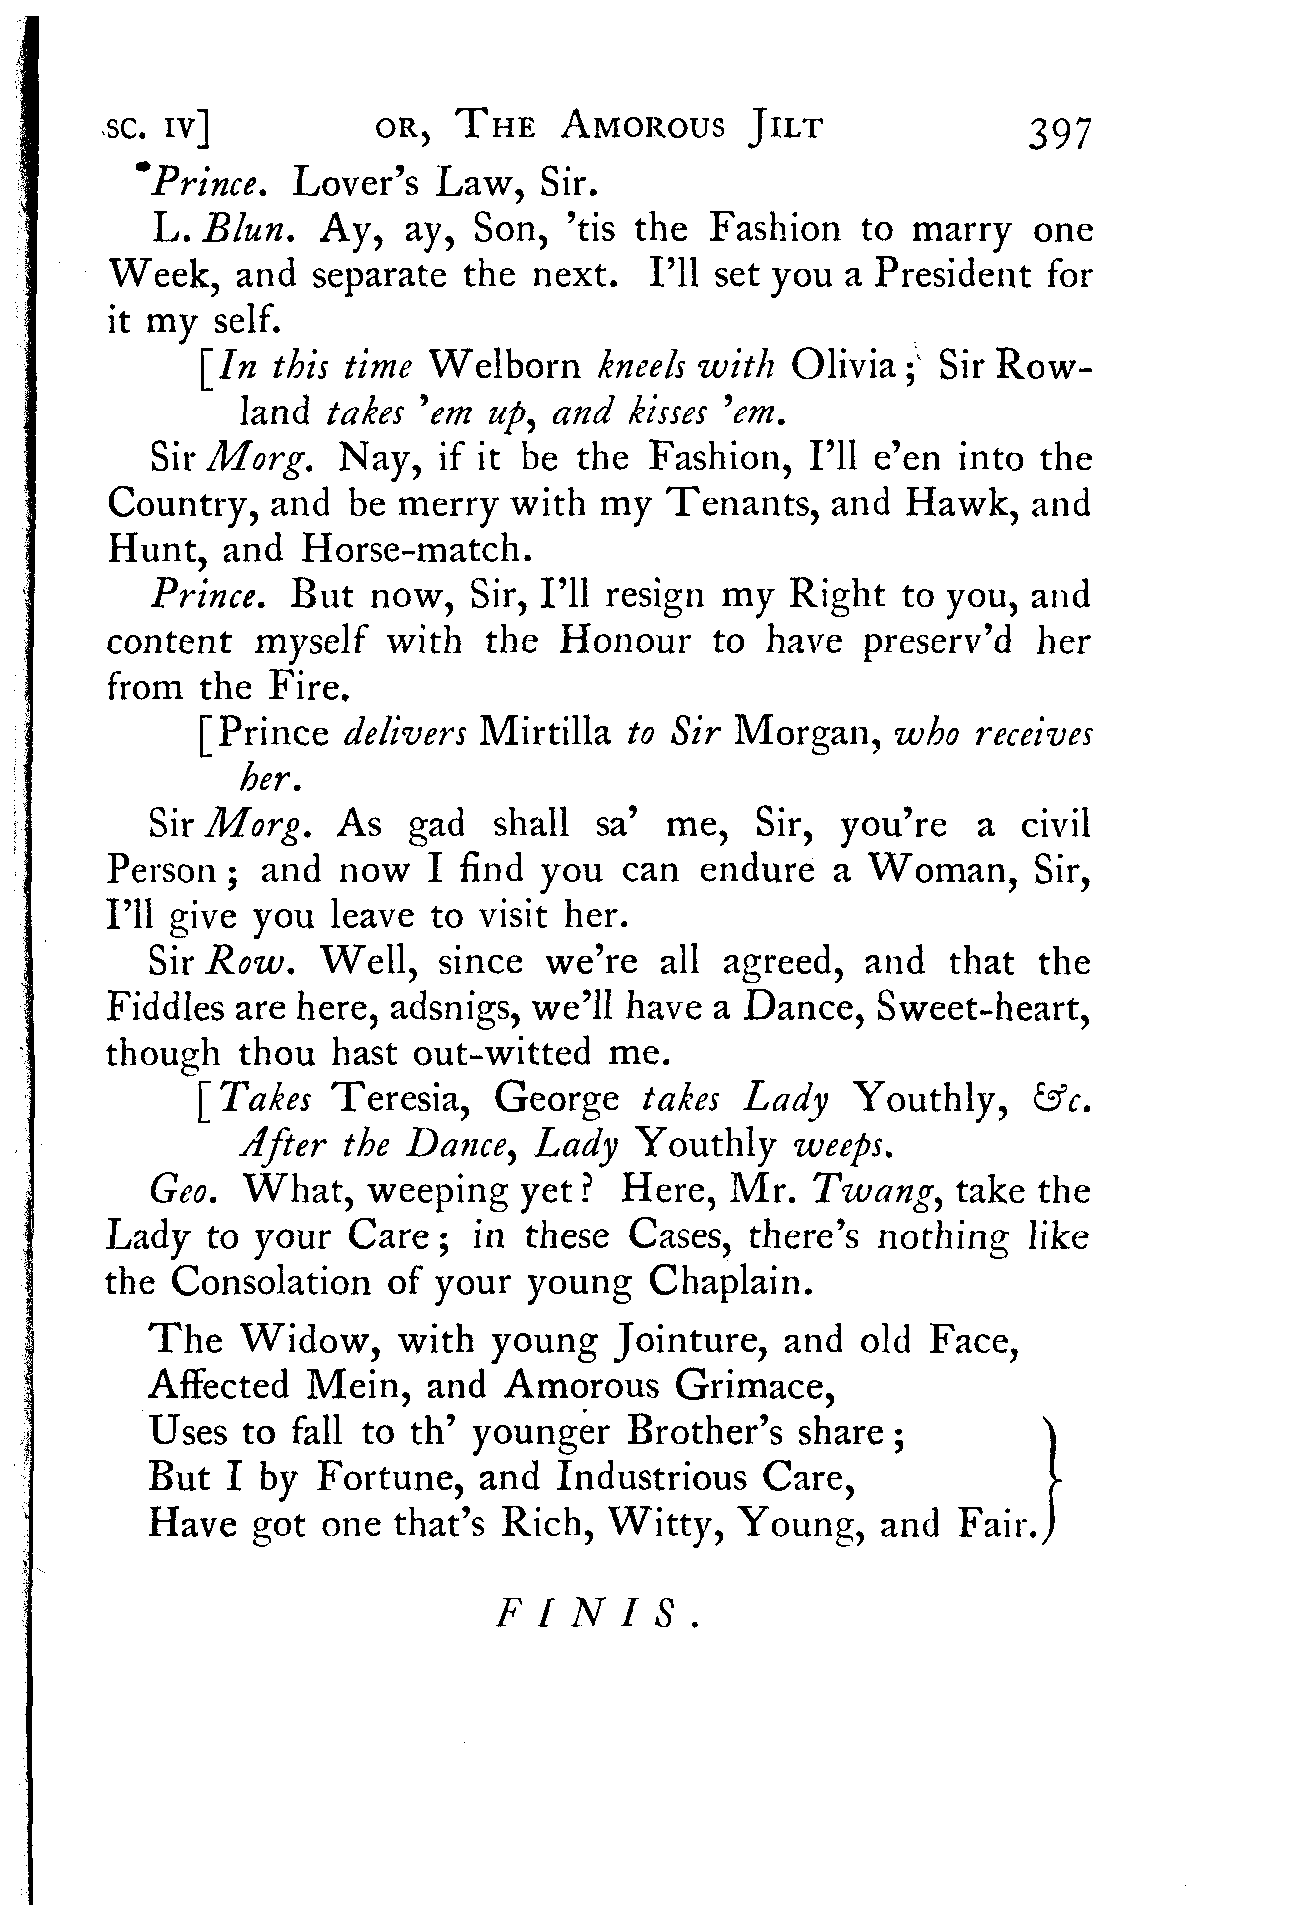 SC. IV] OR, THE AMOROUS JILT 397
Prince. Lover's Law, Sir.
L. Blun. Ay, ay, Son, 'tis the Fashion to marry one
Week, and separate the next. I'll set you a President for
it my self.
[In this time Welborn kneels with Olivia; Sir Row-
land takes 'em up, and kisses 'em.
Sir Morg. Nay, if it be the Fashion, I'll e'en into the
Country, and be merry with my Tenants, and Hawk, and
Hunt, and Horse-match.
Prince. But now, Sir, I'll resign my Right to you, and
content myself with the Honour to have preserv'd her
from the Fire.
[Prince delivers Mirtilla to Sir Morgan, who receives
her.
Sir Morg. As gad shall sa' me, Sir, you're a civil
Person; and now I find you can endure a Woman, Sir,
I'll give you leave to visit her.
Sir Row. Well, since we're all agreed, and that the
Fiddles are here, adsnigs, we'll have a Dance, Sweet-heart,
though thou hast out-witted me.
[Takes Teresia, George takes Lady Youthly, &c.
After the Dance, Lady Youthly weeps.
Geo. What, weeping yet? Here, Mr. Twang, take the
Lady to your Care; in these Cases, there's nothing like
the Consolation of your young Chaplain.
The Widow, with young Jointure, and old Face,
Affected Mein, and Amorous Grimace,
Uses to fall to th' younger Brother's share;
But I by Fortune, and Industrious Care,
Have got one that's Rich, Witty, Young, and Fair.
FINIS.